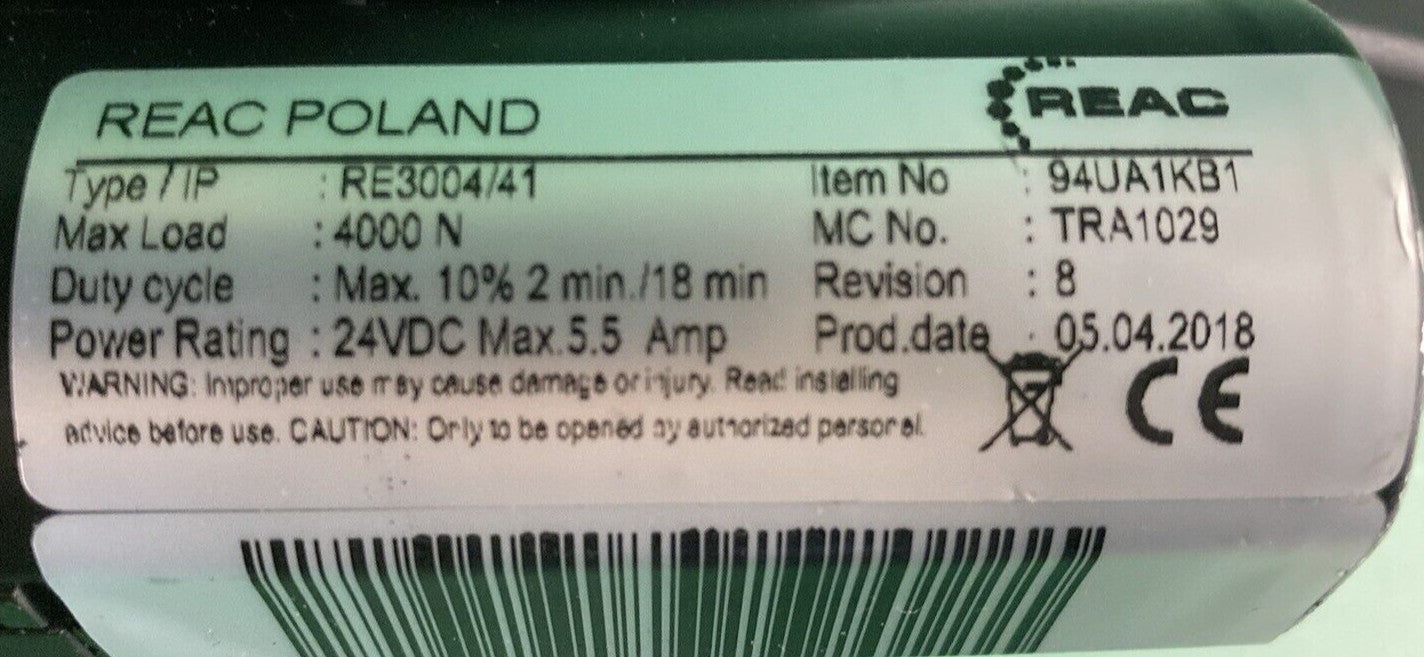 REAC POLAND REAC
Type / IP : RE3004/41 Item No : 94UA1KB1
Max Load : 4000 N MC No. : TRA1029
Duty cycle : Max. 10% 2 min./18 min Revision : 8
Power Rating : 24VDC Max.5.5 Amp Prod.date : 05.04.2018
WARNING: Improper use may cause damage or injury. Read installing
advice before use. CAUTION: Only to be opened by authorized personal.
CE